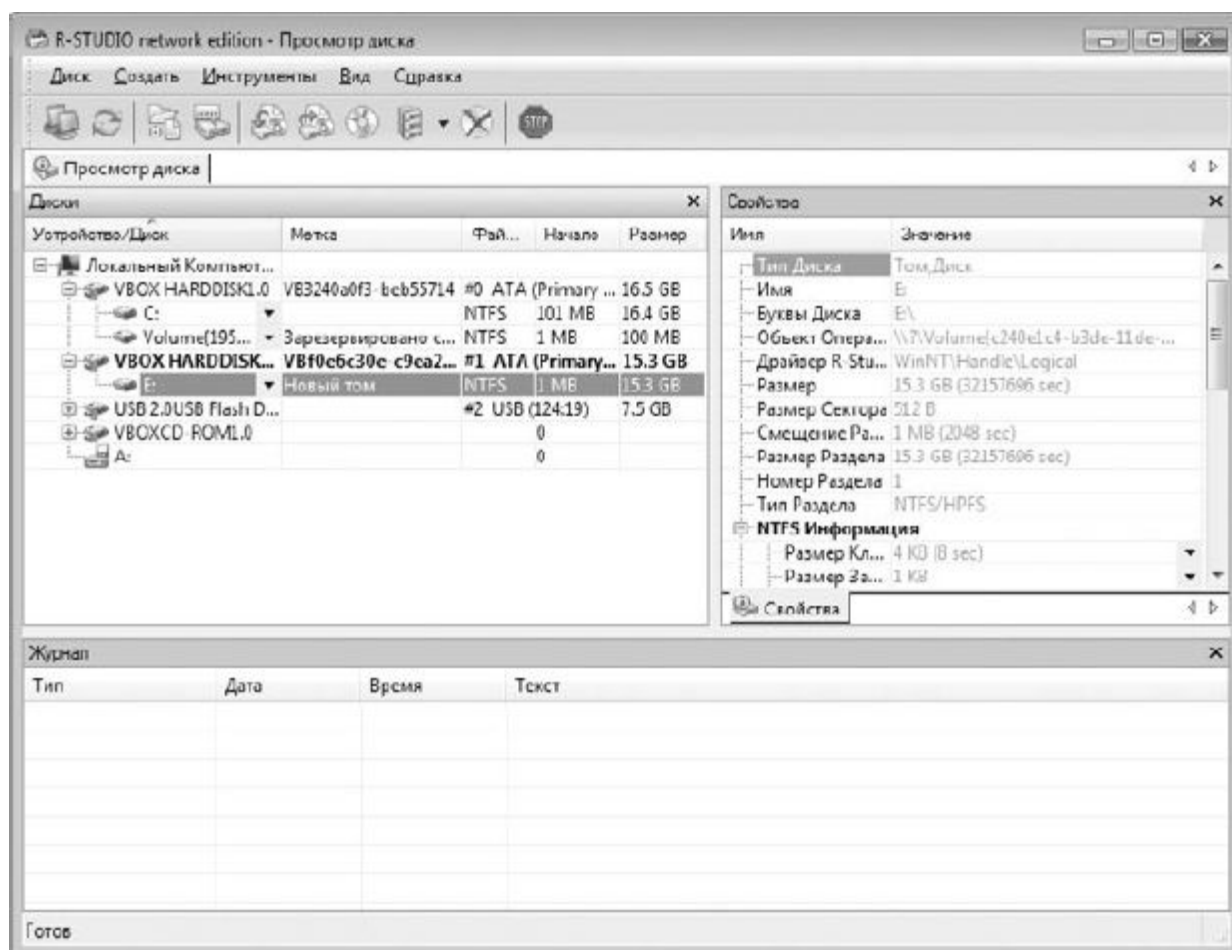 R-STUDIO network edition - Просмотр диска
Диск Создать Инструменты Вид Справка
STOP
Просмотр диска
Диски
Устройство/Диск Метка Фай... Начало Размер
Локальный Компьют...
VBOX HARDDISK1.0 VB3240a0f3-bcb55714 #0 ATA (Primary ... 16.5 GB
C: NTFS 101 MB 16.4 GB
Volume(195... Зарезервировано с... NTFS 1 MB 100 MB
VBOX HARDDISK... VBf0e6c30e-c9ea2... #1 ATA (Primary... 15.3 GB
E: Новый том NTFS 1 MB 15.3 GB
USB 2.0USB Flash D... #2 USB (124:19) 7.5 GB
VBOXCD-ROM1.0 0
A: 0
Свойства
Имя Значение
Тип Диска Том,Диск
Имя E:
Буквы Диска E:\
Объект Опера... \\?\Volume{c240e1c4-b3de-11de-...
Драйвер R-Stu... WinNT\Handle\Logical
Размер 15.3 GB (32157696 sec)
Размер Сектора 512 B
Смещение Ра... 1 MB (2048 sec)
Размер Раздела 15.3 GB (32157696 sec)
Номер Раздела 1
Тип Раздела NTFS/HPFS
NTFS Информация
Размер Кл... 4 KB (8 sec)
Размер За... 1 KB
Свойства
Журнал
Тип Дата Время Текст
Готов